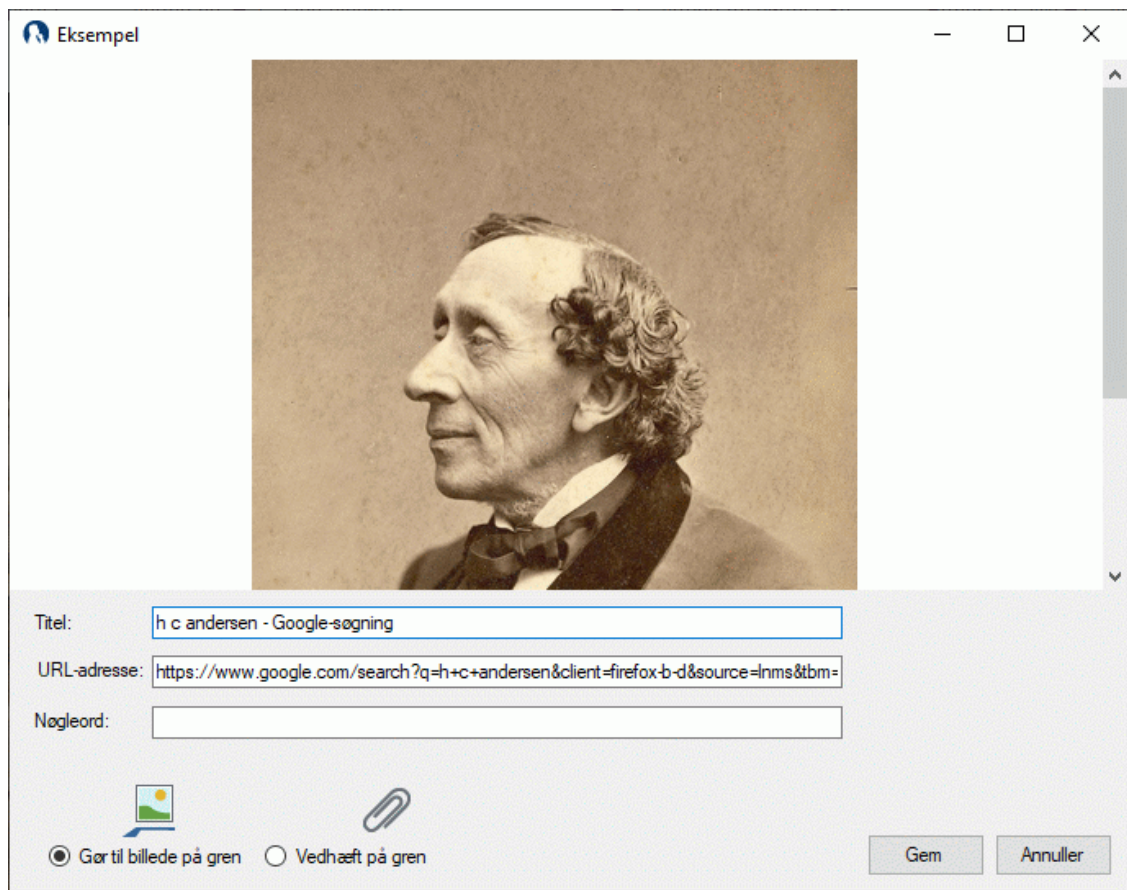 Eksempel
Titel:
h c andersen - Google-søgning
URL-adresse:
https://www.google.com/search?q=h+c+andersen&client=firefox-b-d&source=lnms&tbm=
Nøgleord:
Gør til billede på gren
Vedhæft på gren
Gem
Annuller